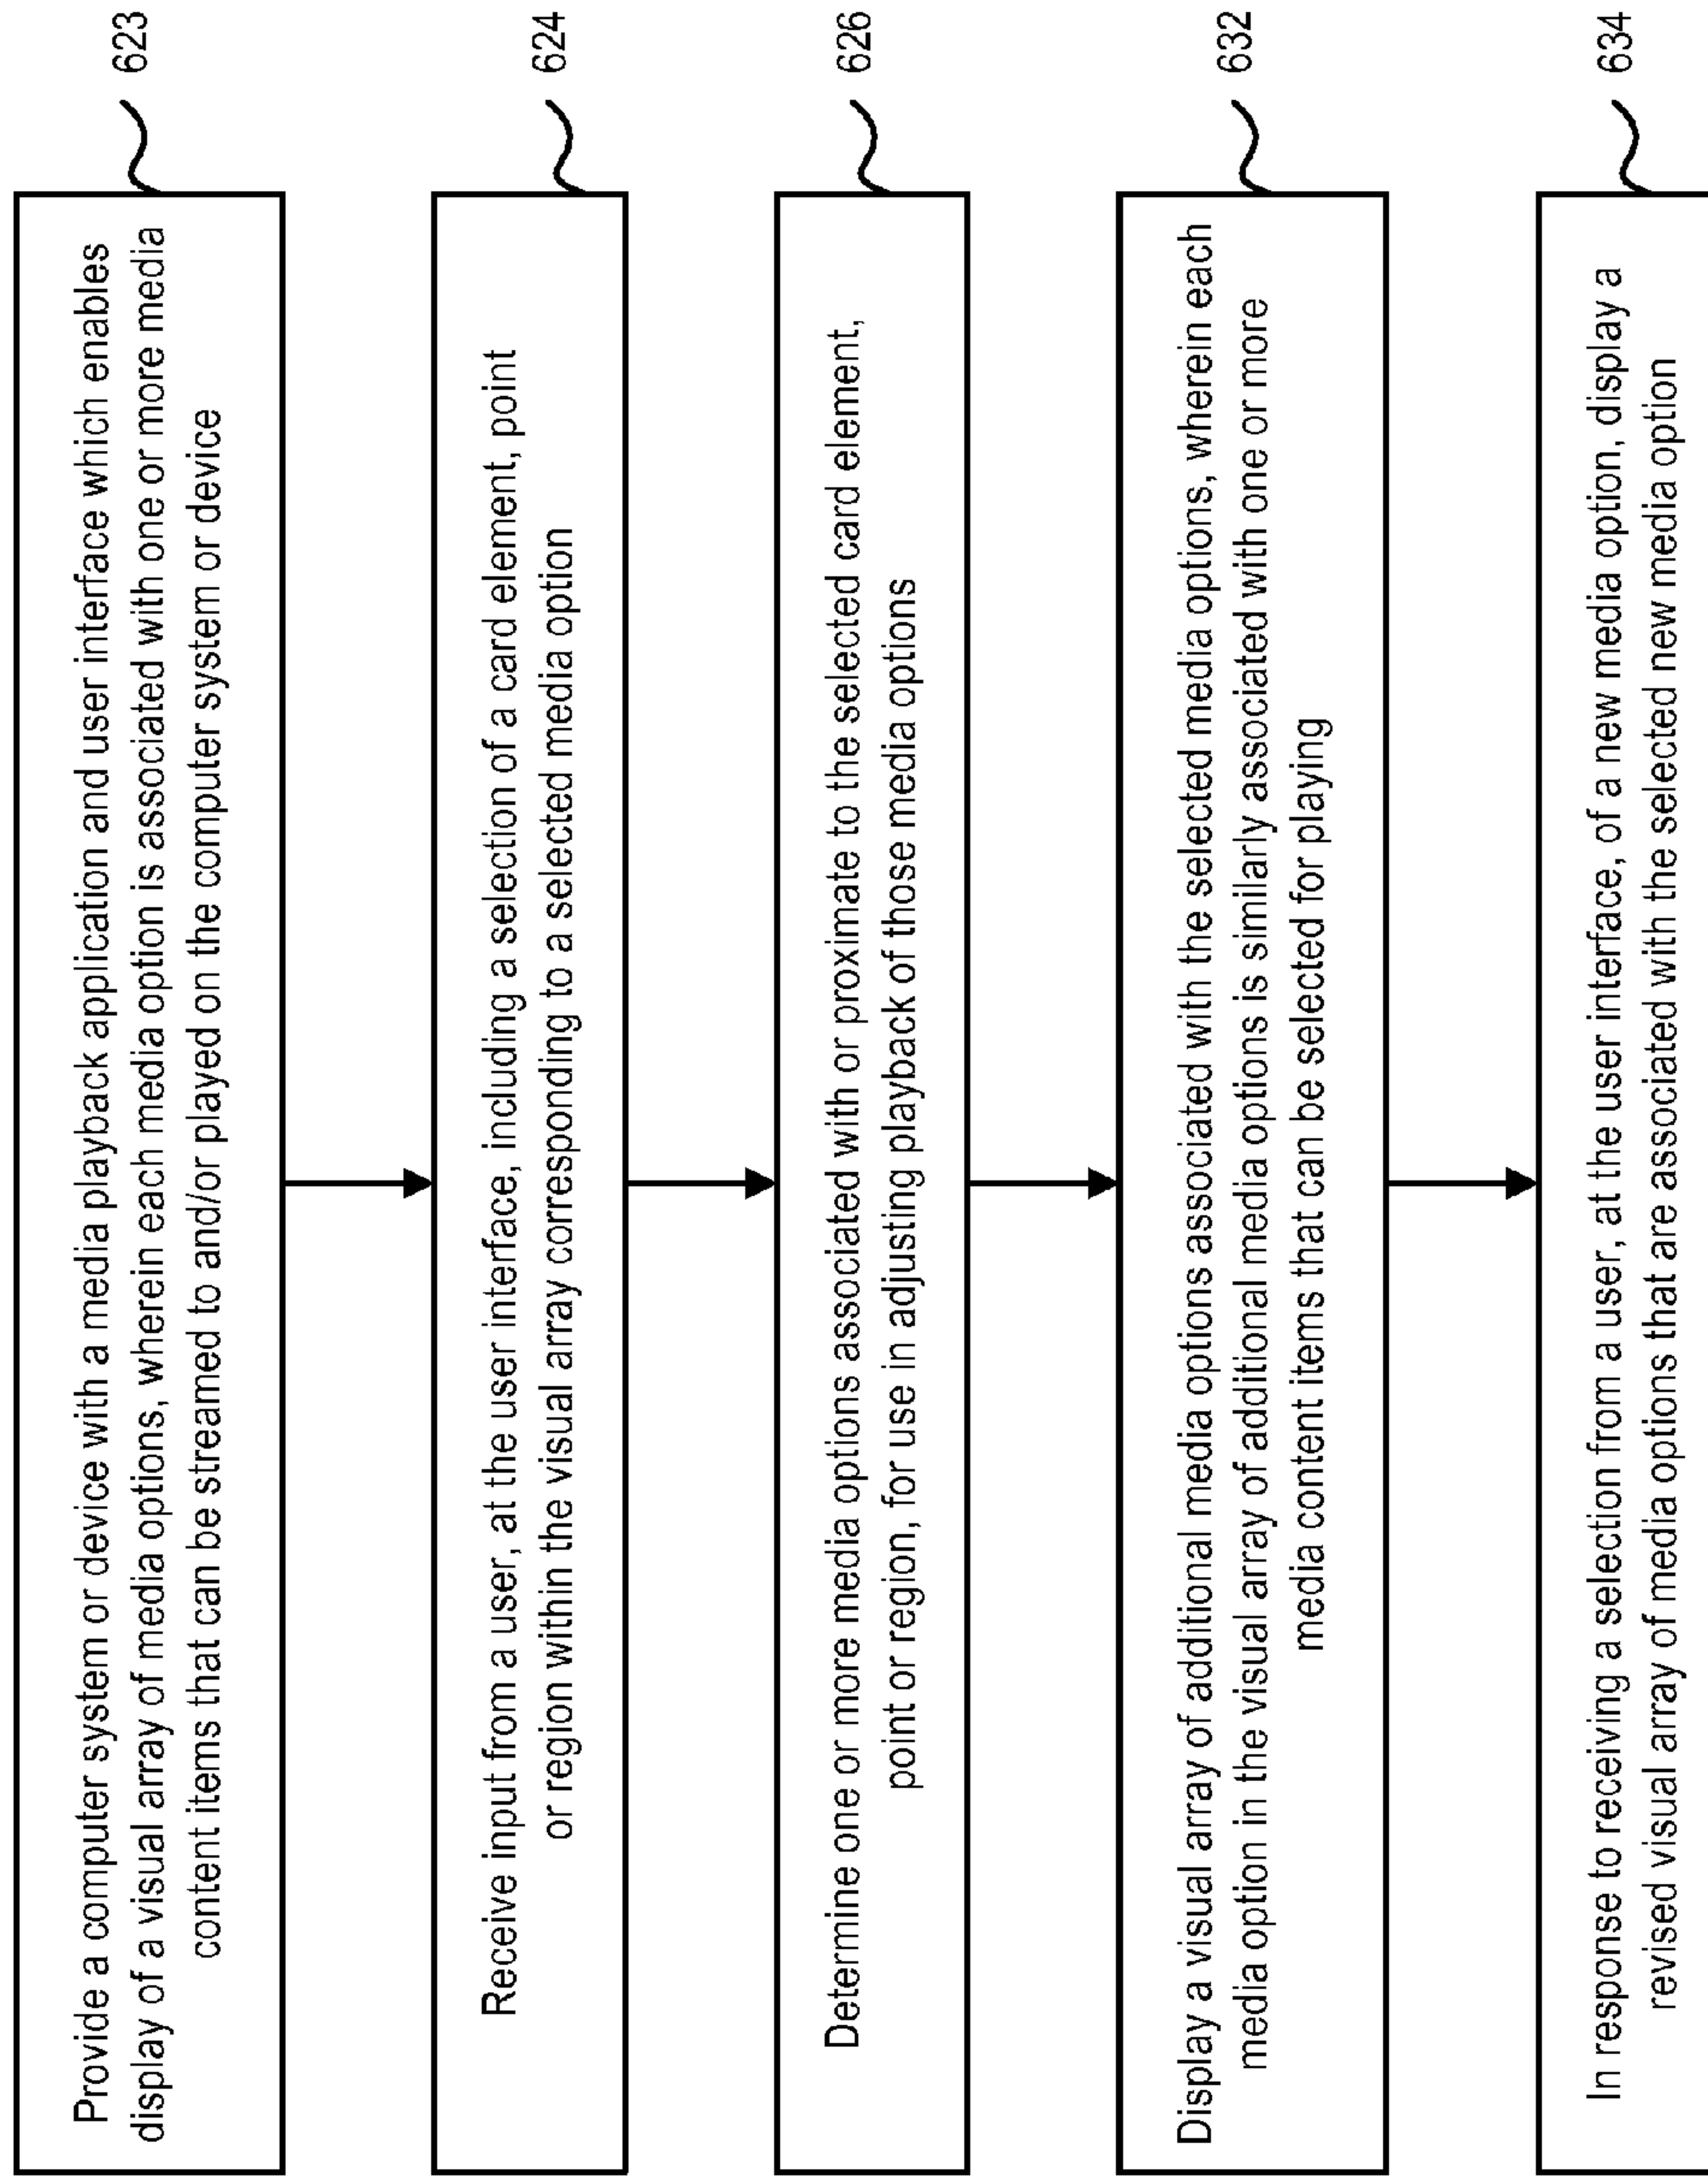 Provide a computer system or device with a media playback application and user interface which enables
display of a visual array of media options, wherein each media option is associated with one or more media
content items that can be streamed to and/or played on the computer system or device
623
Receive input from a user, at the user interface, including a selection of a card element, point
or region within the visual array corresponding to a selected media option
624
Determine one or more media options associated with or proximate to the selected card element,
point or region, for use in adjusting playback of those media options
626
Display a visual array of additional media options associated with the selected media options, wherein each
media option in the visual array of additional media options is similarly associated with one or more
media content items that can be selected for playing
632
In response to receiving a selection from a user, at the user interface, of a new media option, display a
revised visual array of media options that are associated with the selected new media option
634